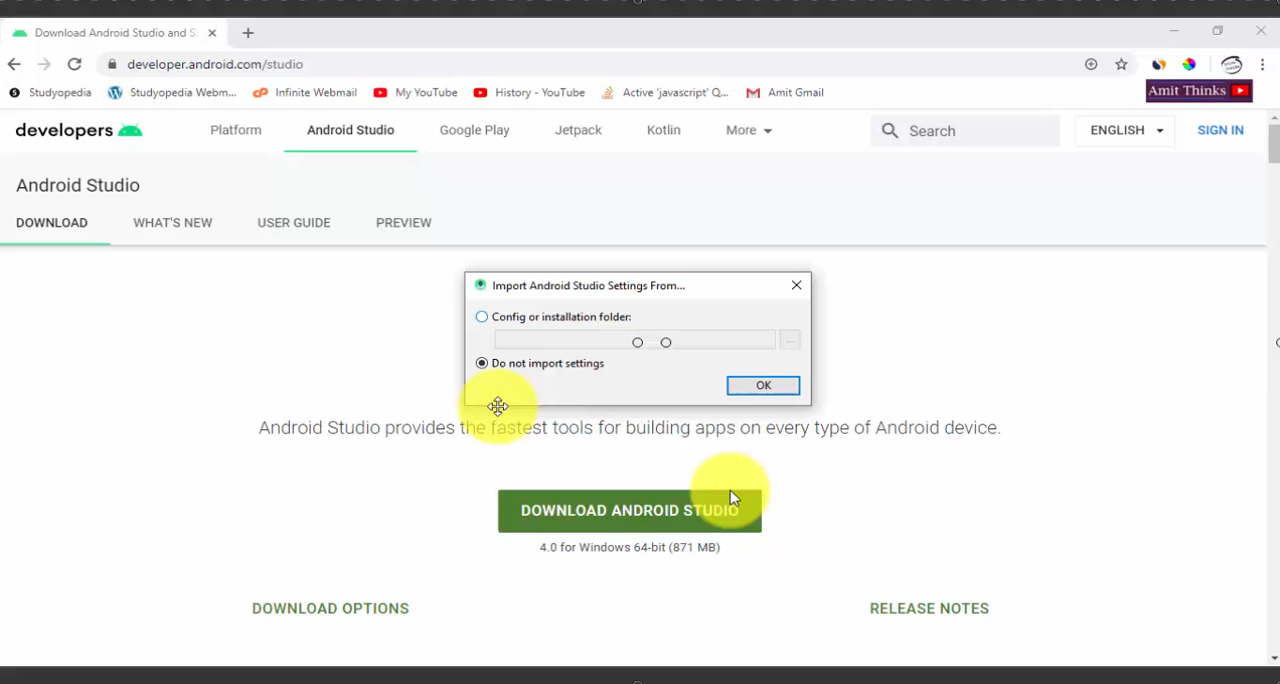 Download Android Studio and S
developer.android.com/studio
Studyopedia Studyopedia Webm... Infinite Webmail My YouTube History - YouTube Active 'javascript' Q... Amit Gmail Amit Thinks
developers Platform Android Studio Google Play Jetpack Kotlin More Search ENGLISH SIGN IN
Android Studio
DOWNLOAD WHAT'S NEW USER GUIDE PREVIEW
Import Android Studio Settings From...
Config or installation folder:
...
Do not import settings
OK
Android Studio provides the fastest tools for building apps on every type of Android device.
DOWNLOAD ANDROID STUDIO
4.0 for Windows 64-bit (871 MB)
DOWNLOAD OPTIONS RELEASE NOTES